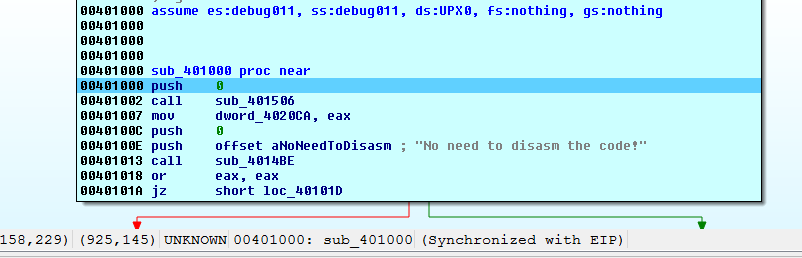 00401000 assume es:debug011, ss:debug011, ds:UPX0, fs:nothing, gs:nothing
00401000
00401000
00401000
00401000 sub_401000 proc near
00401000 push    0
00401002 call    sub_401506
00401007 mov     dword_4020CA, eax
0040100C push    0
0040100E push    offset aNoNeedToDisasm ; "No need to disasm the code!"
00401013 call    sub_4014BE
00401018 or      eax, eax
0040101A jz      short loc_40101D
158,229) (925,145) UNKNOWN 00401000: sub_401000 (Synchronized with EIP)